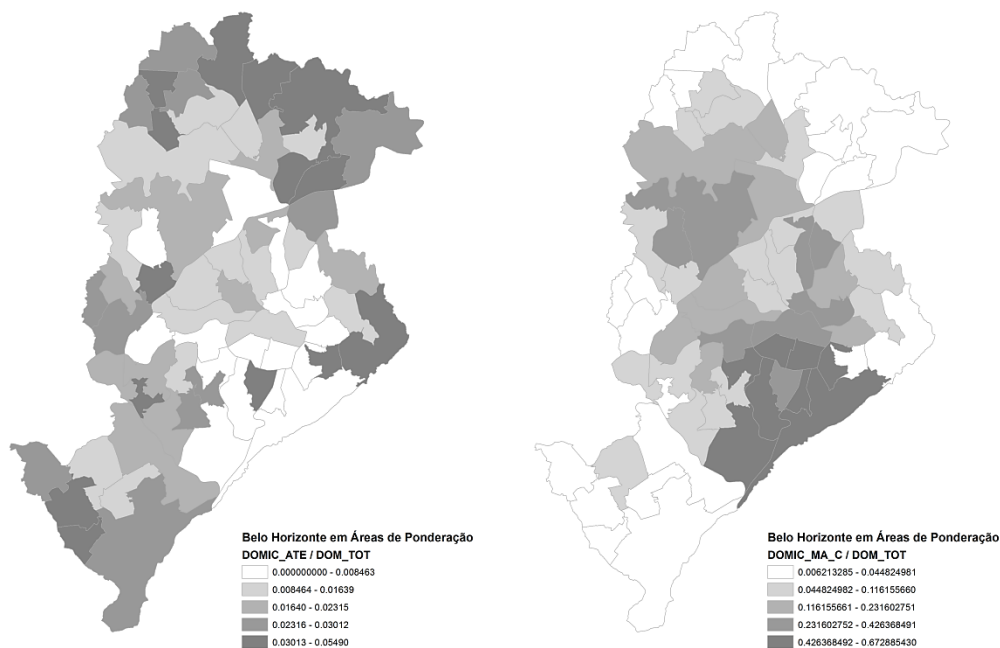 Belo Horizonte em Áreas de Ponderação
DOMIC_ATE / DOM_TOT
0.000000000 - 0.008463
0.008464 - 0.01639
0.01640 - 0.02315
0.02316 - 0.03012
0.03013 - 0.05490
Belo Horizonte em Áreas de Ponderação
DOMIC_MA_C / DOM_TOT
0.006213285 - 0.044824981
0.044824982 - 0.116155660
0.116155661 - 0.231602751
0.231602752 - 0.426368491
0.426368492 - 0.672885430